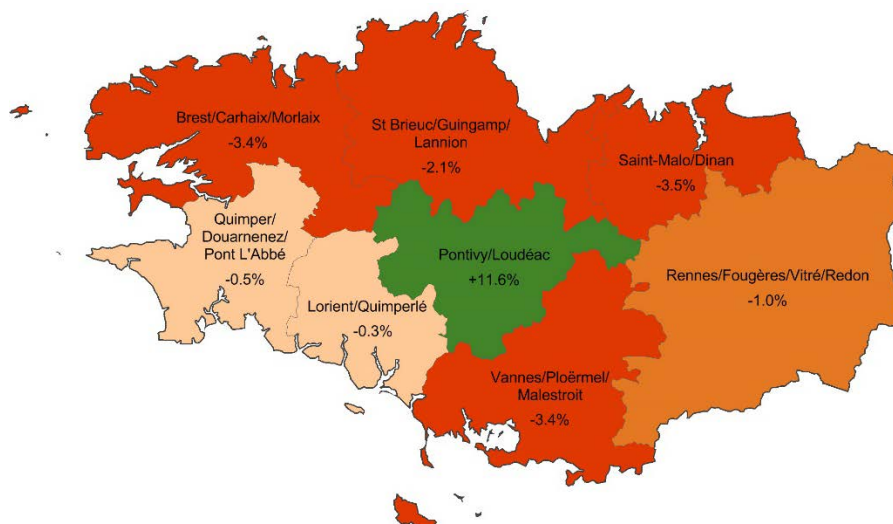 Brest/Carhaix/Morlaix
-3.4%
St Brieuc/Guingamp/
Lannion
-2.1%
Saint-Malo/Dinan
-3.5%
Quimper/
Douarnenez/
Pont L'Abbé
-0.5%
Pontivy/Loudéac
+11.6%
Rennes/Fougères/Vitré/Redon
-1.0%
Lorient/Quimperlé
-0.3%
Vannes/Ploërmel/
Malestroit
-3.4%